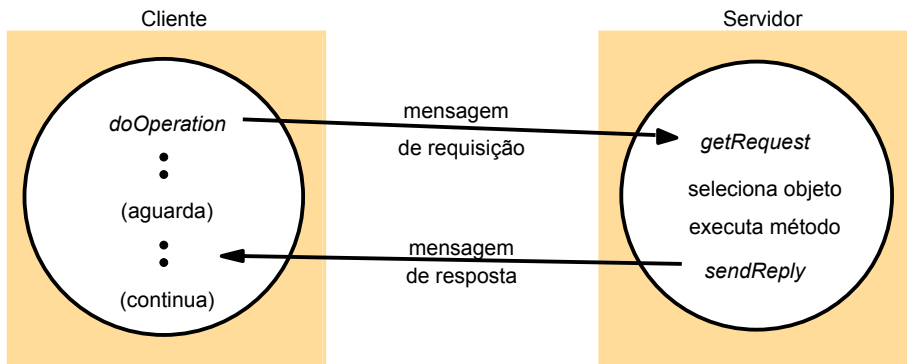 Cliente
Servidor
doOperation
(aguarda)
(continua)
mensagem
de requisição
mensagem
de resposta
getRequest
seleciona objeto
executa método
sendReply